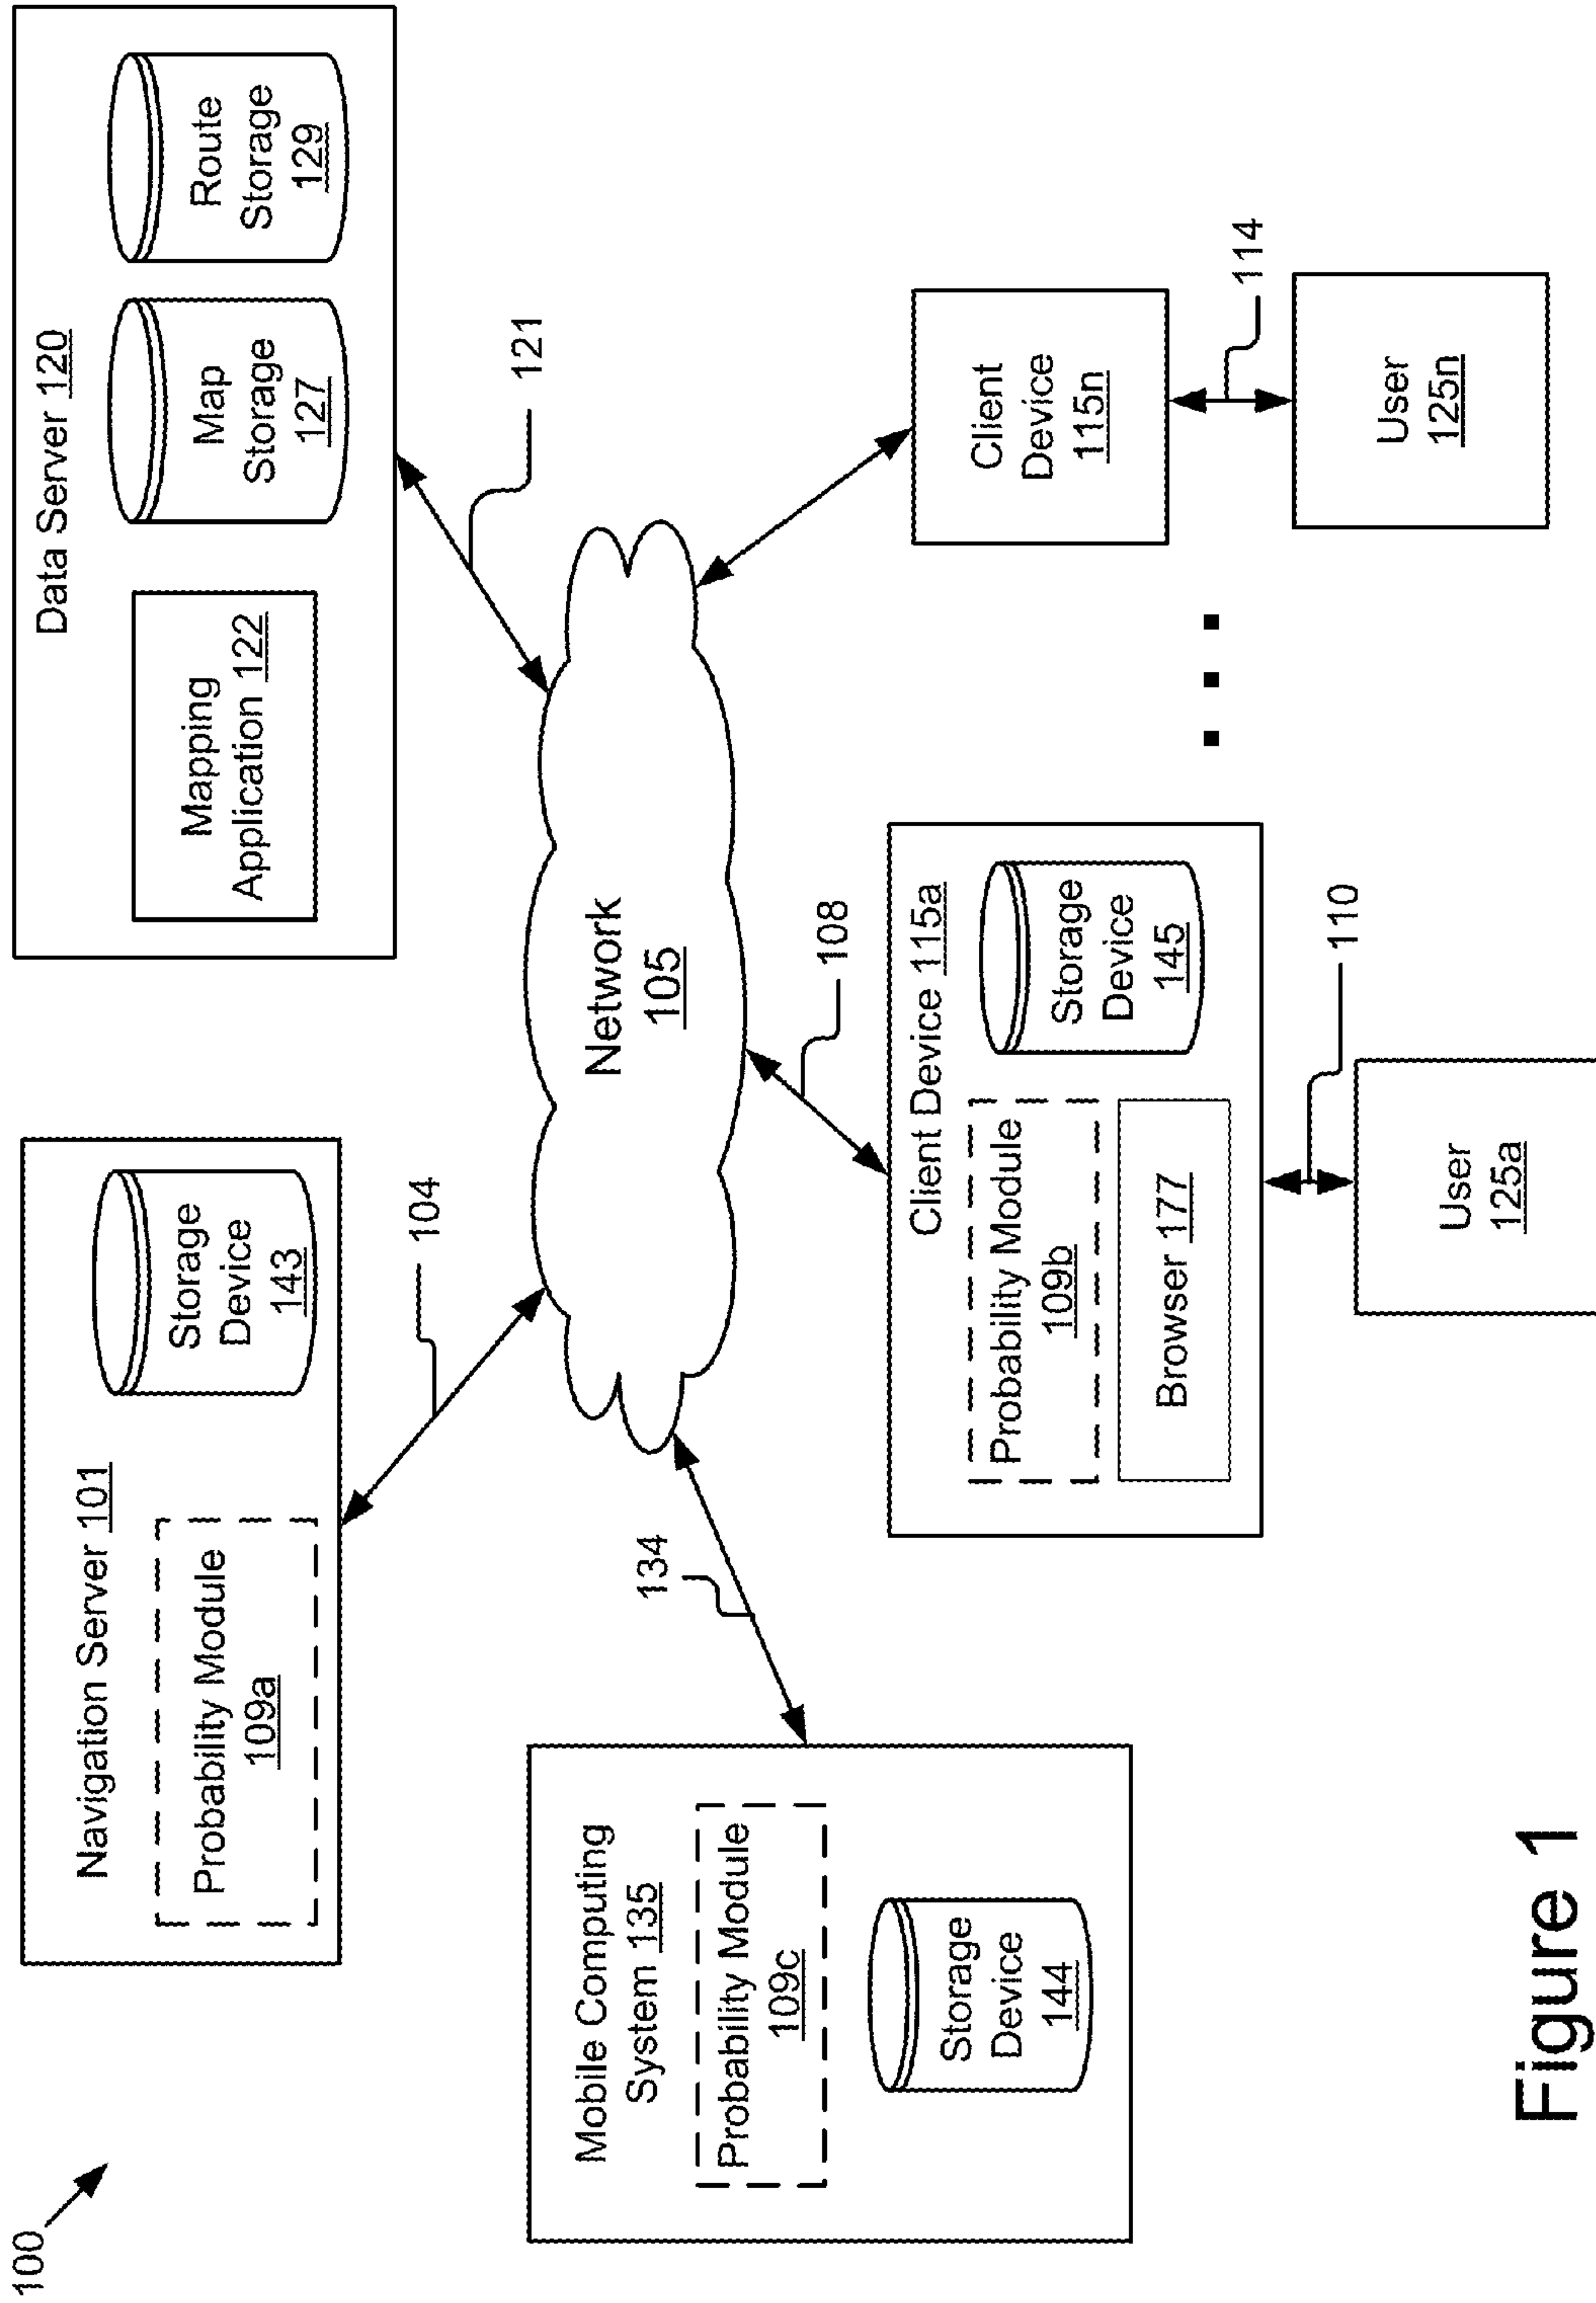 100
Navigation Server 101
Probability Module
109a
Storage
Device
143
104
Data Server 120
Mapping
Application 122
Map
Storage
127
Route
Storage
129
121
Network
105
134
108
Mobile Computing
System 135
Probability Module
109c
Storage
Device
144
Client Device 115a
Probability Module
109b
Browser 177
Storage
Device
145
110
User
125a
Client
Device
115n
114
User
125n
Figure 1